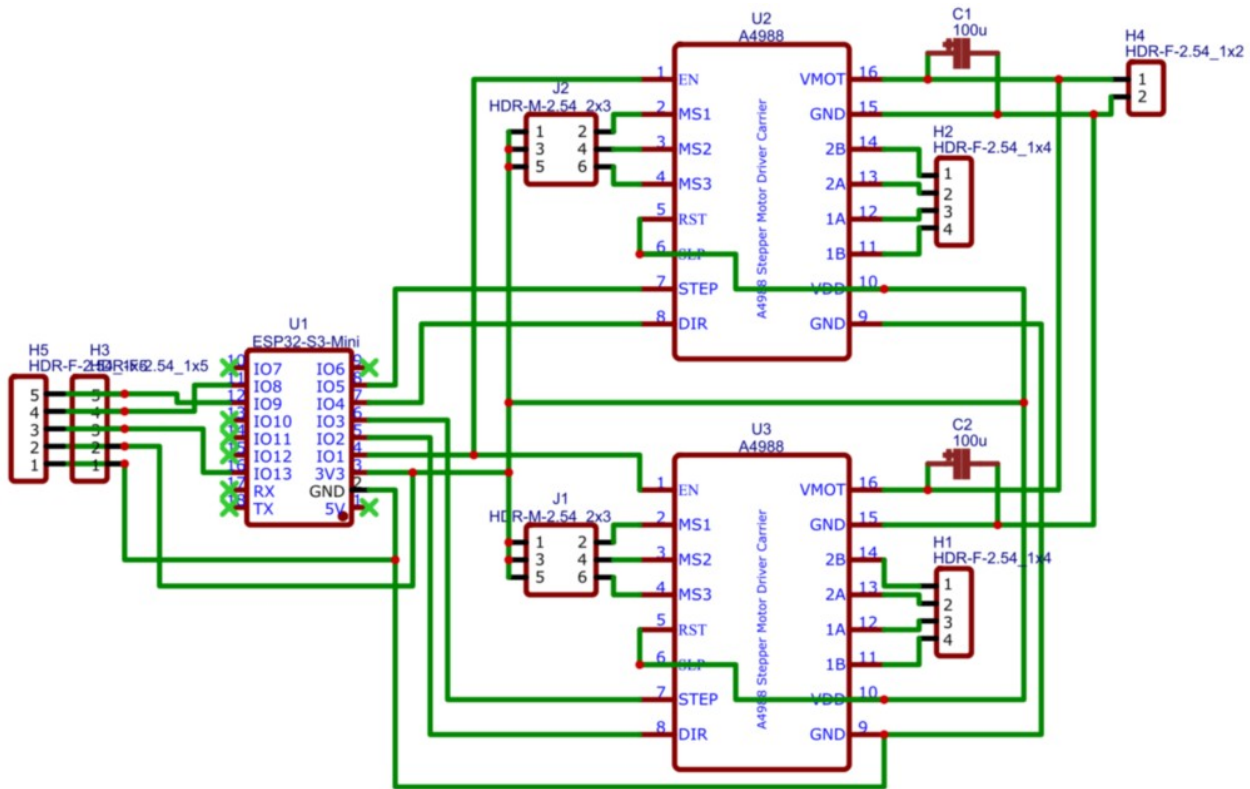 U2
A4988
1 EN VMOT 16
2 MS1 GND 15
3 MS2 2B 14
4 MS3 2A 13
5 RST 1A 12
6 SLP 1B 11
7 STEP VDD 10
8 DIR GND 9
A4988 Stepper Motor Driver Carrier
C1
100u
H4
HDR-F-2.54_1x2
1
2
J2
HDR-M-2.54_2x3
1 2
3 4
5 6
H2
HDR-F-2.54_1x4
1
2
3
4
U1
ESP32-S3-Mini
10 IO7 IO6 9
11 IO8 IO5 8
12 IO9 IO4 7
13 IO10 IO3 6
14 IO11 IO2 5
15 IO12 IO1 4
16 IO13 3V3 3
17 RX GND 2
18 TX 5V 1
H5
5
4
3
2
1
H3
HDR-F-2.54_1x5
5
4
3
2
1
U3
A4988
1 EN VMOT 16
2 MS1 GND 15
3 MS2 2B 14
4 MS3 2A 13
5 RST 1A 12
6 SLP 1B 11
7 STEP VDD 10
8 DIR GND 9
A4988 Stepper Motor Driver Carrier
C2
100u
J1
HDR-M-2.54_2x3
1 2
3 4
5 6
H1
HDR-F-2.54_1x4
1
2
3
4